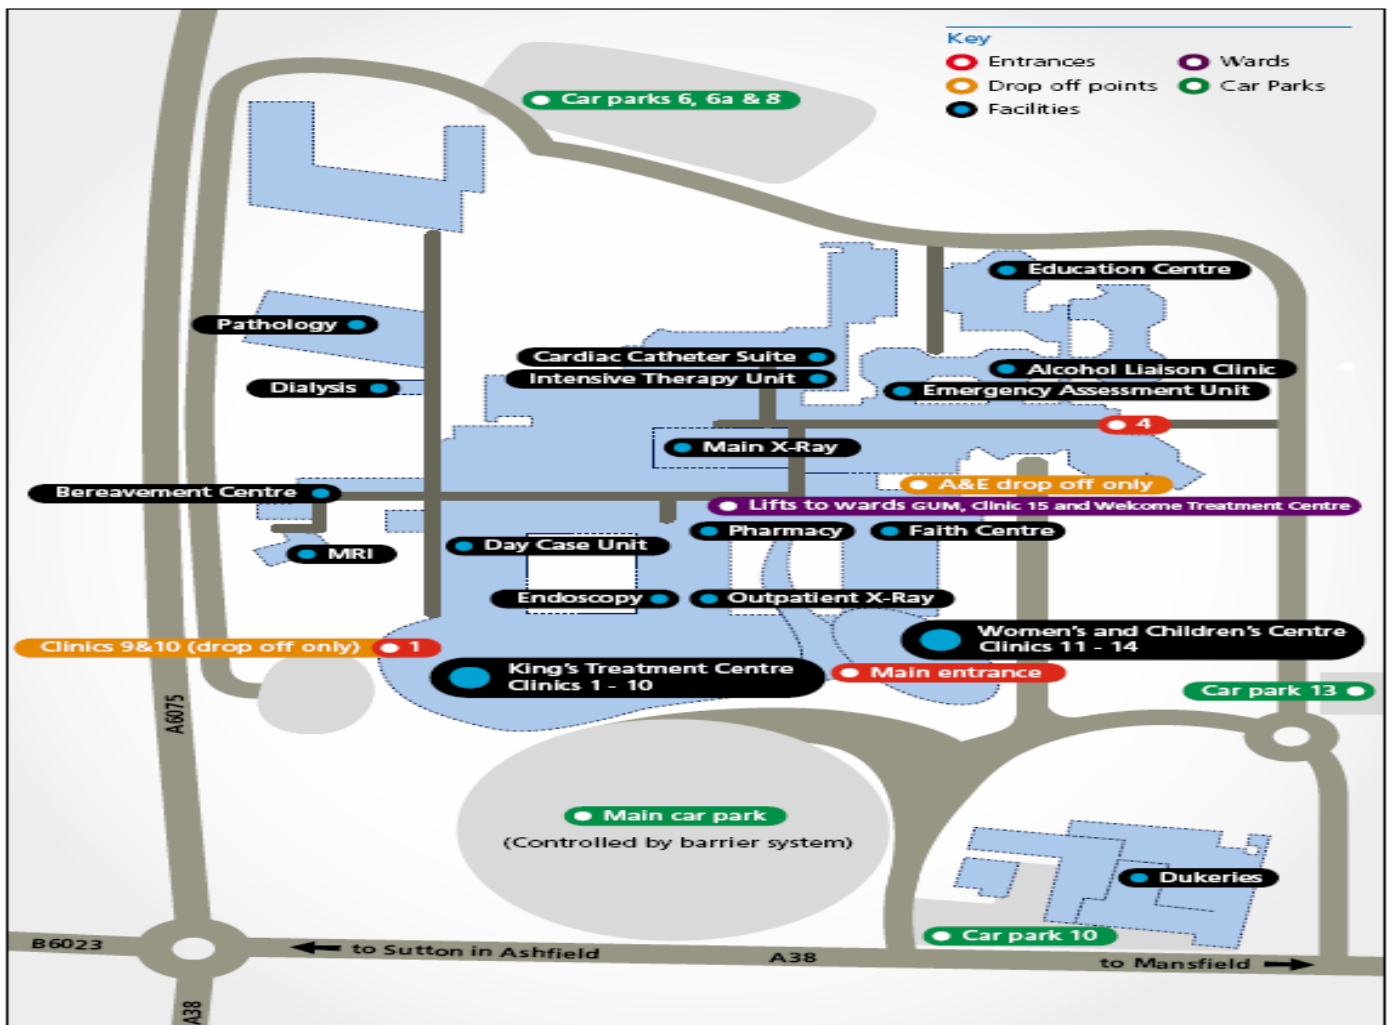 Key
Entrances
Wards
Drop off points
Car Parks
Facilities
Car parks 6, 6a & 8
Education Centre
Pathology
Cardiac Catheter Suite
Intensive Therapy Unit
Alcohol Liaison Clinic
Dialysis
Emergency Assessment Unit
4
Main X-Ray
A&E drop off only
Bereavement Centre
Lifts to wards GUM, Clinic 15 and Welcome Treatment Centre
Pharmacy
Faith Centre
Day Case Unit
MRI
Endoscopy
Outpatient X-Ray
Women's and Children's Centre
Clinics 11 - 14
Clinics 9&10 (drop off only)
1
King's Treatment Centre
Clinics 1 - 10
Main entrance
Car park 13
A6075
Main car park
(Controlled by barrier system)
Dukeries
Car park 10
B6023
to Sutton in Ashfield
A38
to Mansfield
A38